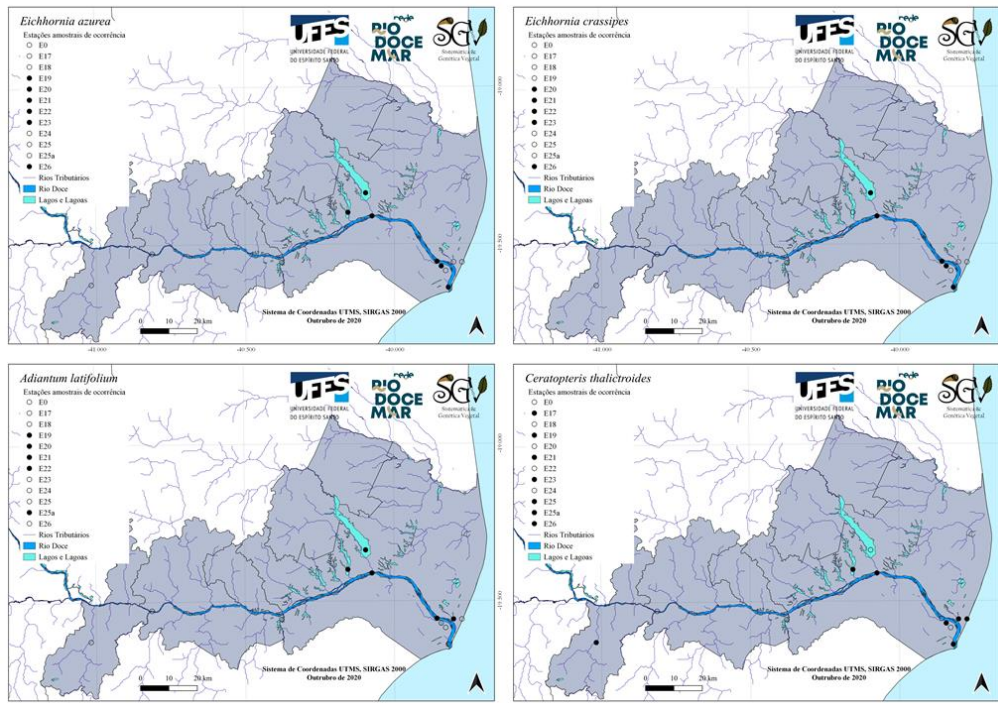 Eichhornia azurea
Estações amostrais de ocorrência
E0
E17
E18
E19
E20
E21
E22
E23
E24
E25
E25a
E26
Rios Tributários
Rio Doce
Lagos e Lagoas
UFES
UNIVERSIDADE FEDERAL
DO ESPÍRITO SANTO
rede
RIO
DOCE
MAR
SGV
Sistemática e
Genética Vegetal
-19.000
-19.500
0 10 20 km
Sistema de Coordenadas UTMS, SIRGAS 2000
Outubro de 2020
-41.000 -40.500 -40.000
Eichhornia crassipes
Estações amostrais de ocorrência
E0
E17
E18
E19
E20
E21
E22
E23
E24
E25
E25a
E26
Rios Tributários
Rio Doce
Lagos e Lagoas
UFES
UNIVERSIDADE FEDERAL
DO ESPÍRITO SANTO
rede
RIO
DOCE
MAR
SGV
Sistemática e
Genética Vegetal
-19.000
-19.500
0 10 20 km
Sistema de Coordenadas UTMS, SIRGAS 2000
Outubro de 2020
-41.000 -40.500 -40.000
Adiantum latifolium
Estações amostrais de ocorrência
E0
E17
E18
E19
E20
E21
E22
E23
E24
E25
E25a
E26
Rios Tributários
Rio Doce
Lagos e Lagoas
UFES
UNIVERSIDADE FEDERAL
DO ESPÍRITO SANTO
rede
RIO
DOCE
MAR
SGV
Sistemática e
Genética Vegetal
-19.000
-19.500
0 10 20 km
Sistema de Coordenadas UTMS, SIRGAS 2000
Outubro de 2020
Ceratopteris thalictroides
Estações amostrais de ocorrência
E0
E17
E18
E19
E20
E21
E22
E23
E24
E25
E25a
E26
Rios Tributários
Rio Doce
Lagos e Lagoas
UFES
UNIVERSIDADE FEDERAL
DO ESPÍRITO SANTO
rede
RIO
DOCE
MAR
SGV
Sistemática e
Genética Vegetal
-19.000
-19.500
0 10 20 km
Sistema de Coordenadas UTMS, SIRGAS 2000
Outubro de 2020